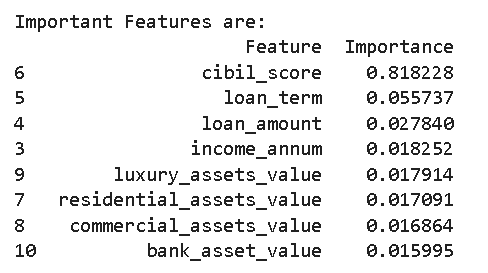 Important Features are:
Feature Importance
6 cibil_score 0.818228
5 loan_term 0.055737
4 loan_amount 0.027840
3 income_annum 0.018252
9 luxury_assets_value 0.017914
7 residential_assets_value 0.017091
8 commercial_assets_value 0.016864
10 bank_asset_value 0.015995